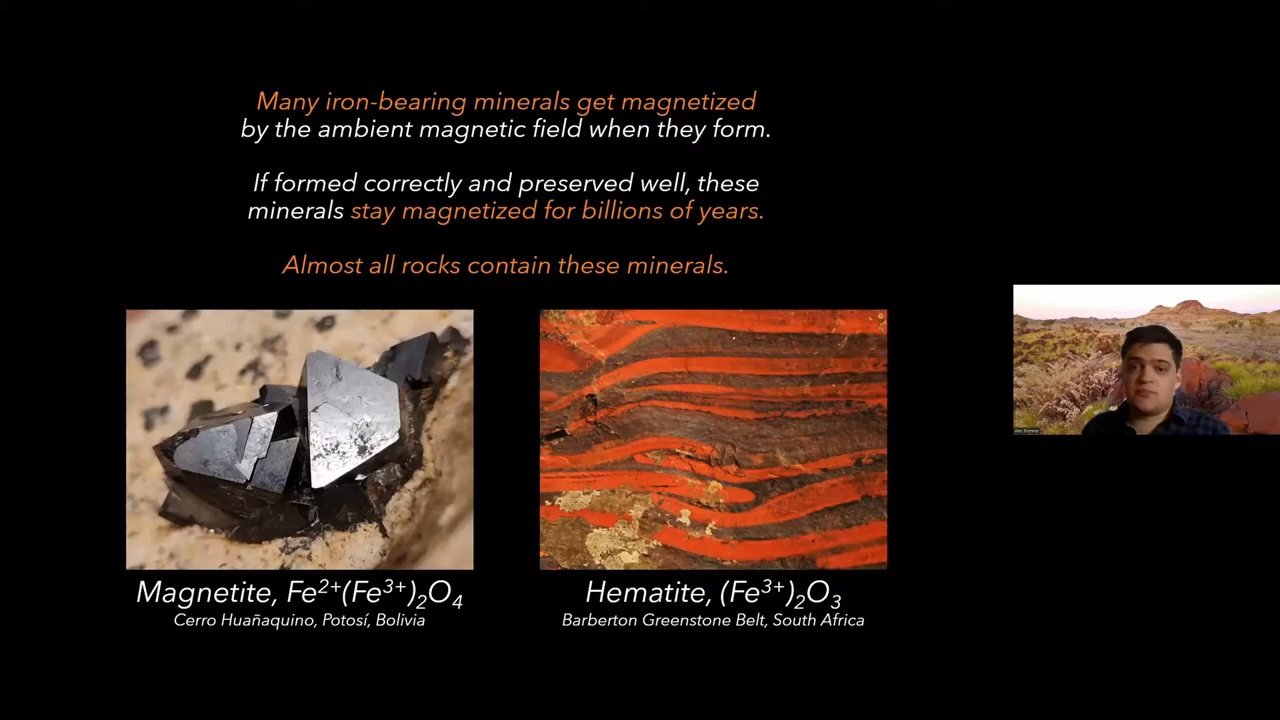 Many iron-bearing minerals get magnetized
by the ambient magnetic field when they form.
If formed correctly and preserved well, these
minerals stay magnetized for billions of years.
Almost all rocks contain these minerals.
Magnetite, Fe²⁺(Fe³⁺)₂O₄
Cerro Huañaquino, Potosí, Bolivia
Hematite, (Fe³⁺)₂O₃
Barberton Greenstone Belt, South Africa
Alec Brenner